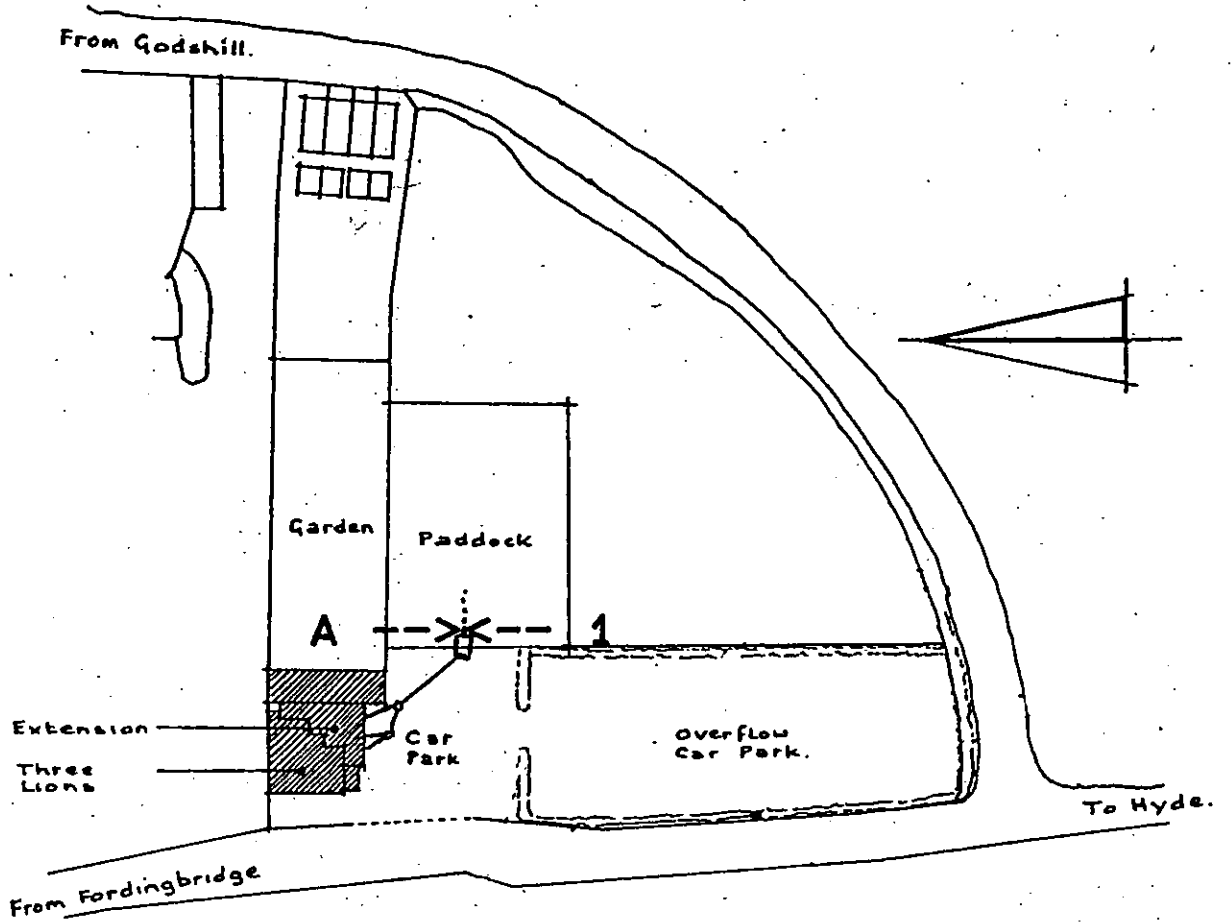 From Godshill.
Garden
Paddock
A
1
Extension
Three
Lions
Car
Park
Overflow
Car Park.
To Hyde.
From Fordingbridge